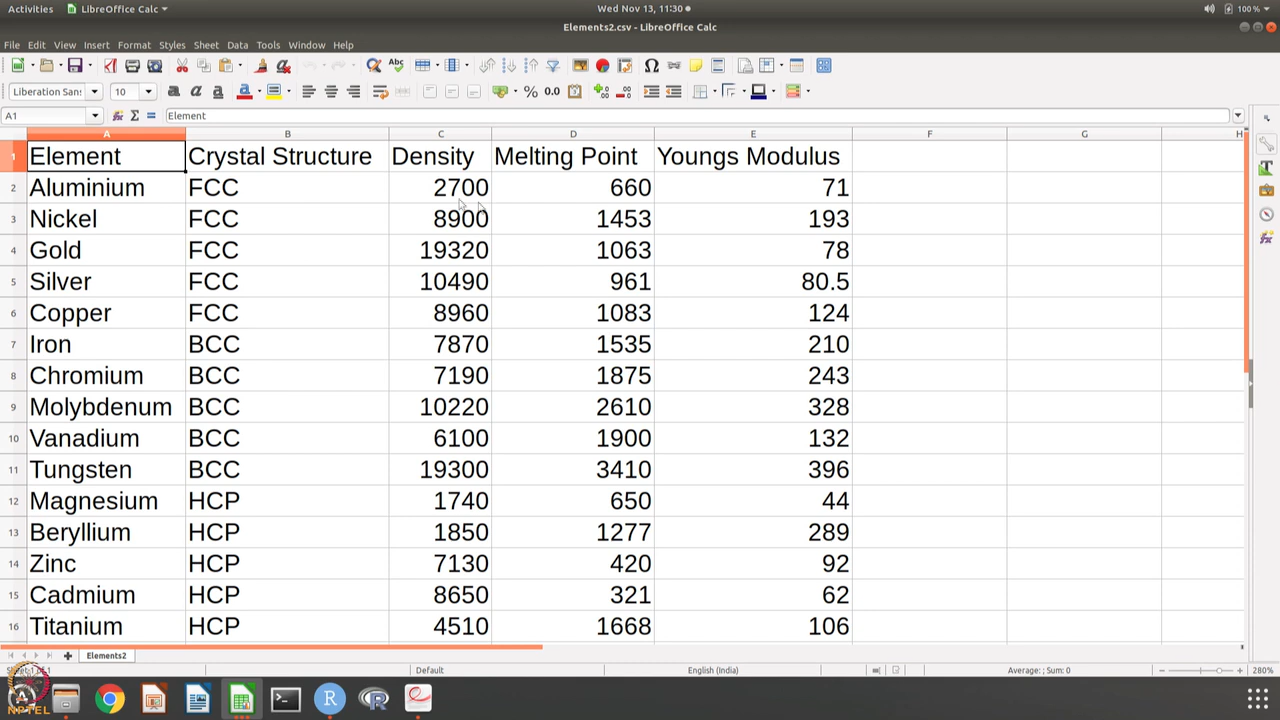 Activities LibreOffice Calc Wed Nov 13, 11:30 100 %
Elements2.csv - LibreOffice Calc
File Edit View Insert Format Styles Sheet Data Tools Window Help
Liberation Sans 10 a a a % 0.0
A1 Σ = Element
A B C D E F G H
1 Element Crystal Structure Density Melting Point Youngs Modulus
2 Aluminium FCC 2700 660 71
3 Nickel FCC 8900 1453 193
4 Gold FCC 19320 1063 78
5 Silver FCC 10490 961 80.5
6 Copper FCC 8960 1083 124
7 Iron BCC 7870 1535 210
8 Chromium BCC 7190 1875 243
9 Molybdenum BCC 10220 2610 328
10 Vanadium BCC 6100 1900 132
11 Tungsten BCC 19300 3410 396
12 Magnesium HCP 1740 650 44
13 Beryllium HCP 1850 1277 289
14 Zinc HCP 7130 420 92
15 Cadmium HCP 8650 321 62
16 Titanium HCP 4510 1668 106
Elements2
Default English (India) Average: ; Sum: 0 280%
NPTEL